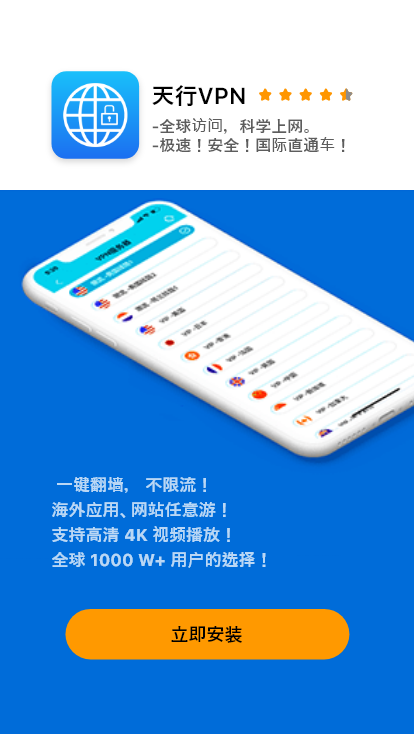 天行VPN
-全球访问，科学上网。
-极速！安全！国际直通车！
VPN服务器
一键翻墙， 不限流！
海外应用、网站任意游！
支持高清 4K 视频播放！
全球 1000 W+ 用户的选择！
立即安装